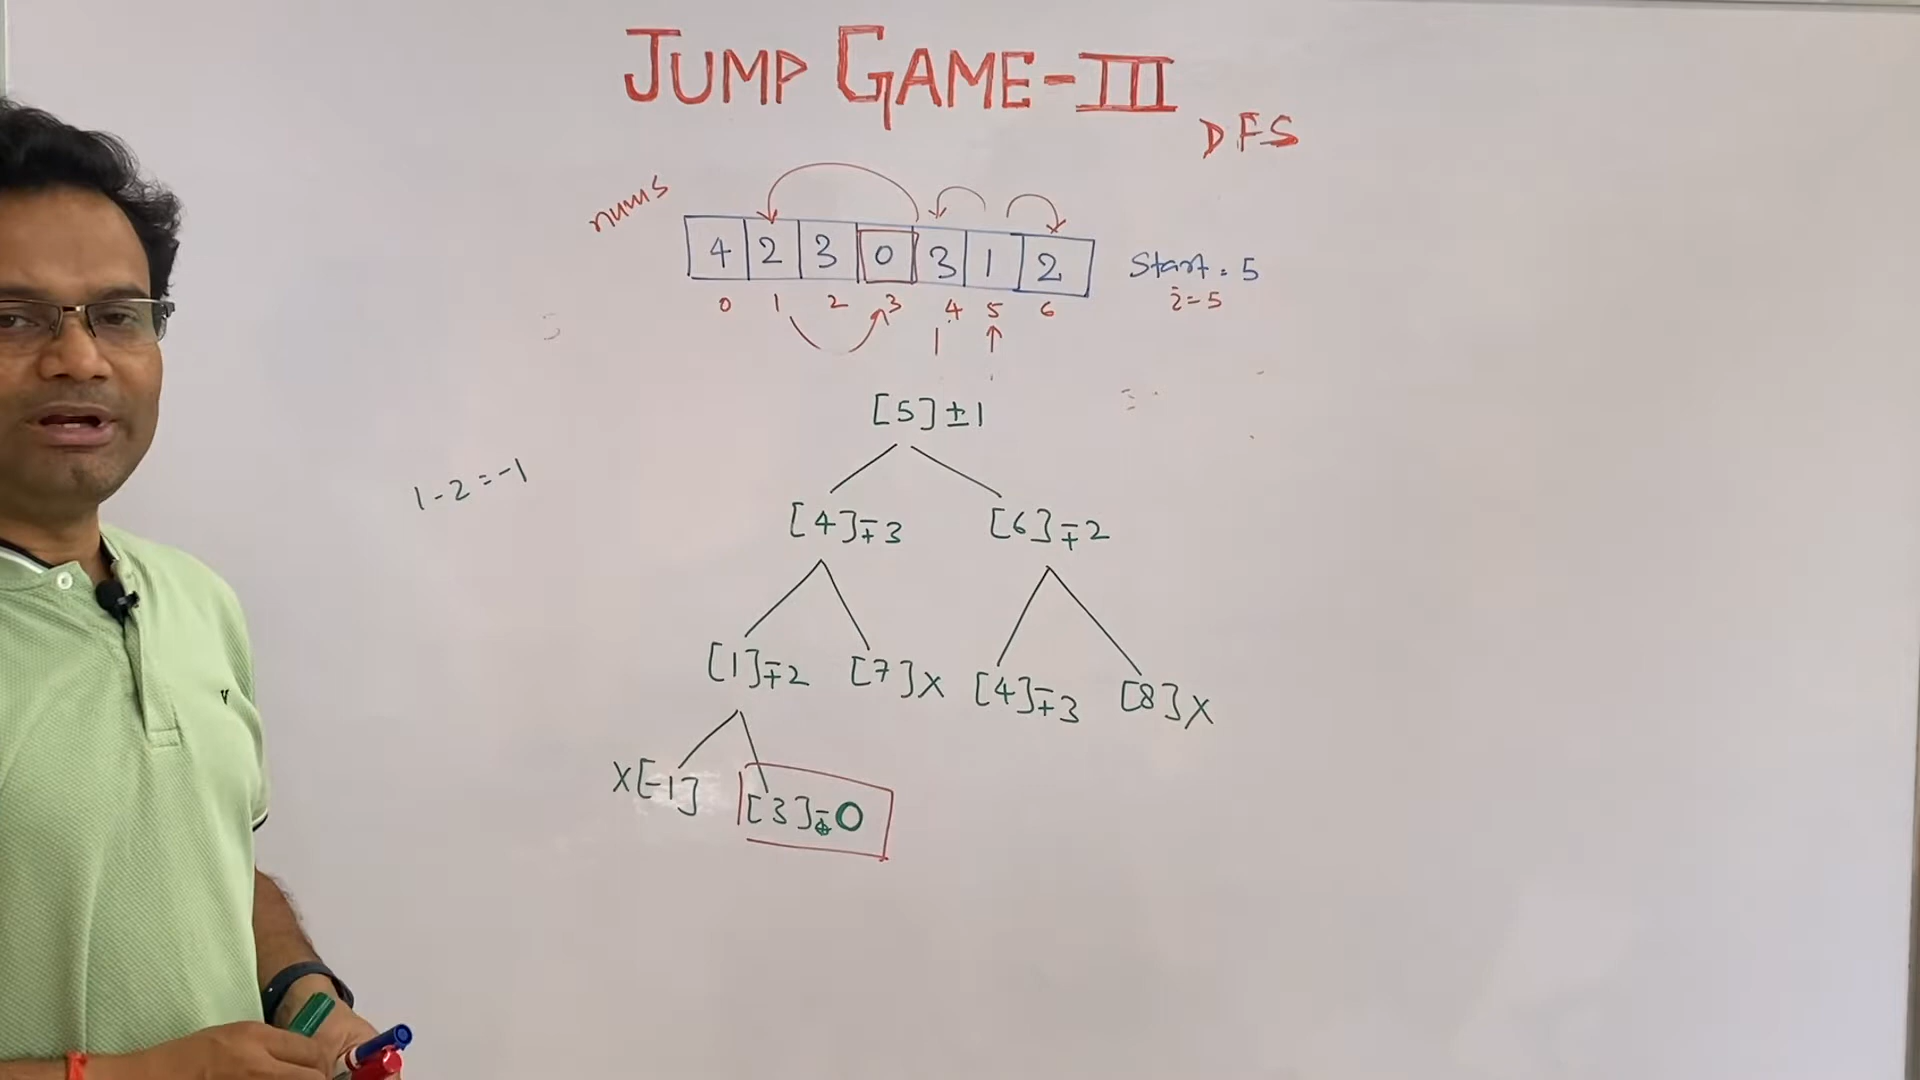 JUMP GAME-III
DFS
nums
4 2 3 0 3 1 2
Start = 5
0 1 2 3 4 5 6
i=5
[5]±1
1-2=-1
[4]∓3 [6]∓2
[1]∓2 [7]X [4]∓3 [8]X
X[-1] [3]∓0